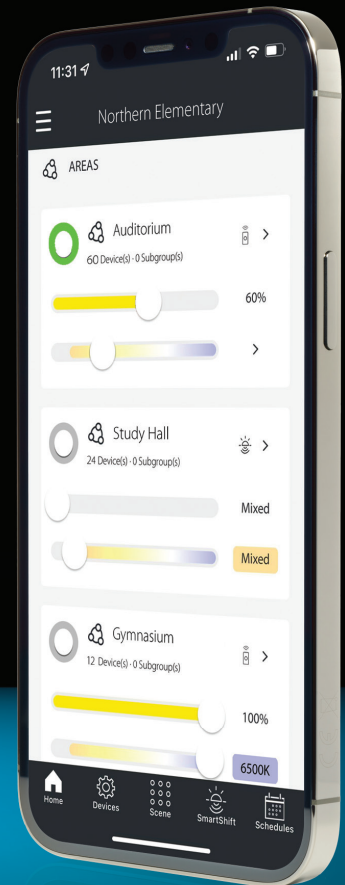 11:31
Northern Elementary
AREAS
Auditorium
60 Device(s) · 0 Subgroup(s)
60%
Study Hall
24 Device(s) · 0 Subgroup(s)
Mixed
Mixed
Gymnasium
12 Device(s) · 0 Subgroup(s)
100%
6500K
Home
Devices
Scene
SmartShift
Schedules